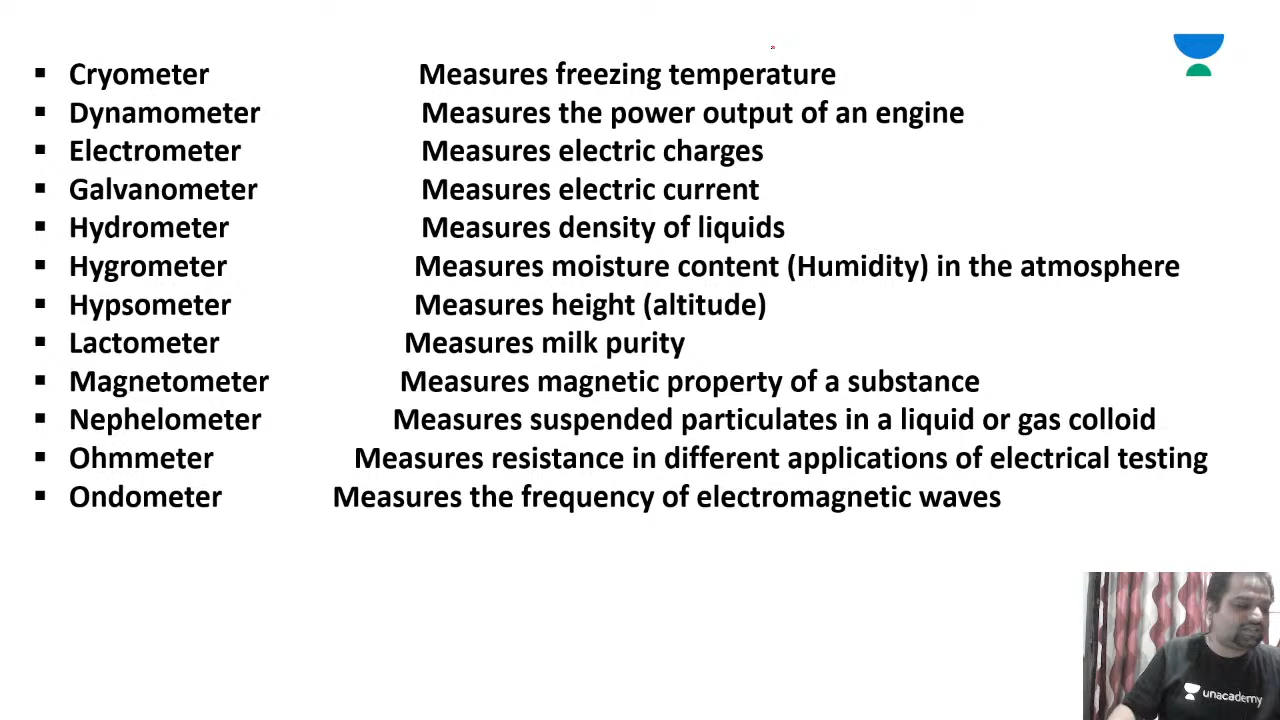 ▪ Cryometer Measures freezing temperature
▪ Dynamometer Measures the power output of an engine
▪ Electrometer Measures electric charges
▪ Galvanometer Measures electric current
▪ Hydrometer Measures density of liquids
▪ Hygrometer Measures moisture content (Humidity) in the atmosphere
▪ Hypsometer Measures height (altitude)
▪ Lactometer Measures milk purity
▪ Magnetometer Measures magnetic property of a substance
▪ Nephelometer Measures suspended particulates in a liquid or gas colloid
▪ Ohmmeter Measures resistance in different applications of electrical testing
▪ Ondometer Measures the frequency of electromagnetic waves
unacademy